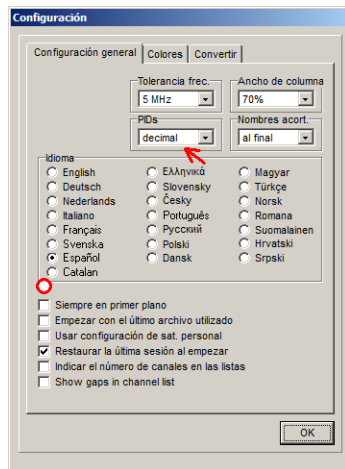 Configuración
Configuración general Colores Convertir
Tolerancia frec. Ancho de columna
5 MHz 70%
PIDs Nombres acort.
decimal al final
Idioma
English Ελληνικά Magyar
Deutsch Slovensky Türkçe
Nederlands Česky Norsk
Italiano Português Romana
Français Русский Suomalainen
Svenska Polski Hrvatski
Español Dansk Srpski
Catalan
Siempre en primer plano
Empezar con el último archivo utilizado
Usar configuración de sat. personal
Restaurar la última sesión al empezar
Indicar el número de canales en las listas
Show gaps in channel list
OK